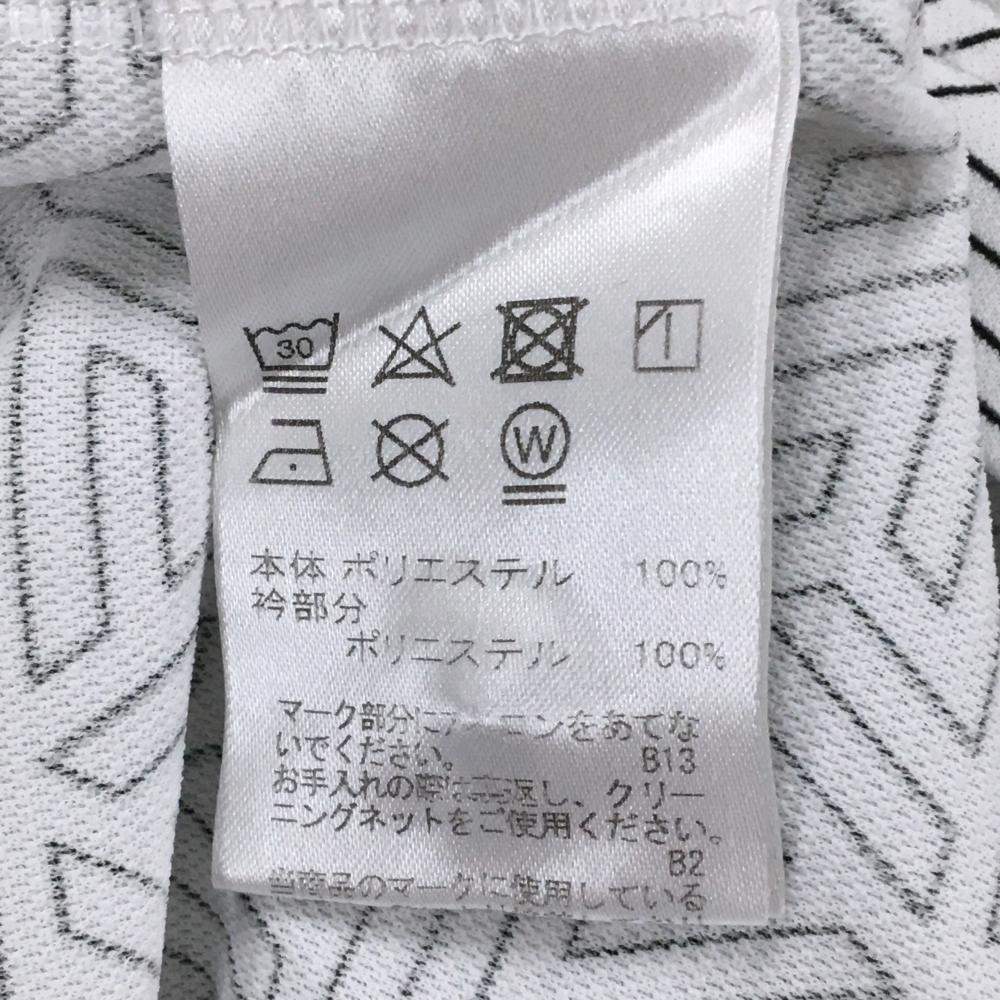 30
W
本体 ポリエステル 100%
衿部分
ポリエステル 100%
マーク部分にアイロンをあてな
いでください。 B13
お手入れの際は裏返し、クリー
ニングネットをご使用ください。
B2
当商品のマークに使用している